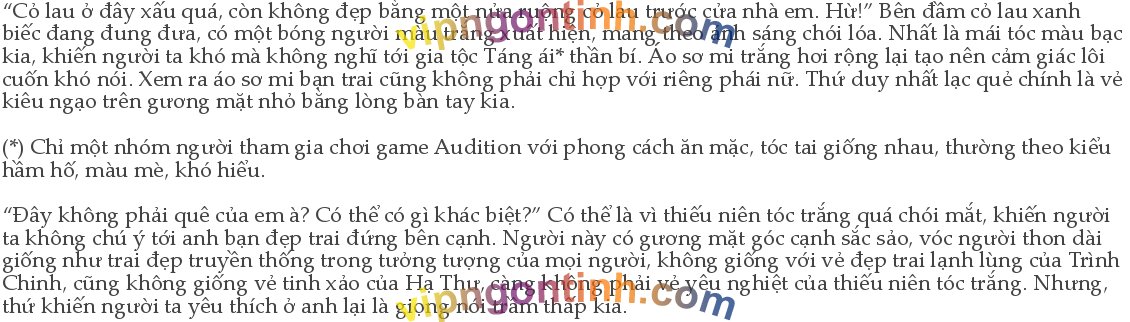 “Cỏ lau ở đây xấu quá, còn không đẹp bằng một nửa ruộng cỏ lau trước cửa nhà em. Hừ!” Bên đầm cỏ lau xanh
biếc đang đung đưa, có một bóng người màu trắng xuất hiện, mang theo ánh sáng chói lóa. Nhất là mái tóc màu bạc
kia, khiến người ta khó mà không nghĩ tới gia tộc Táng ái* thần bí. Áo sơ mi trắng hơi rộng lại tạo nên cảm giác lôi
cuốn khó nói. Xem ra áo sơ mi bạn trai cũng không phải chỉ hợp với riêng phái nữ. Thứ duy nhất lạc quẻ chính là vẻ
kiêu ngạo trên gương mặt nhỏ bằng lòng bàn tay kia.
(*) Chỉ một nhóm người tham gia chơi game Audition với phong cách ăn mặc, tóc tai giống nhau, thường theo kiểu
hầm hố, màu mè, khó hiểu.
“Đây không phải quê của em à? Có thể có gì khác biệt?” Có thể là vì thiếu niên tóc trắng quá chói mắt, khiến người
ta không chú ý tới anh bạn đẹp trai đứng bên cạnh. Người này có gương mặt góc cạnh sắc sảo, vóc người thon dài
giống như trai đẹp truyền thống trong tưởng tượng của mọi người, không giống với vẻ đẹp trai lạnh lùng của Trình
Chinh, cũng không giống vẻ tinh xảo của Hạ Thự, càng không phải vẻ yêu nghiệt của thiếu niên tóc trắng. Nhưng,
thứ khiến người ta yêu thích ở anh lại là giọng nói trầm thấp kia.
vipngontinh.com
vipngontinh.com